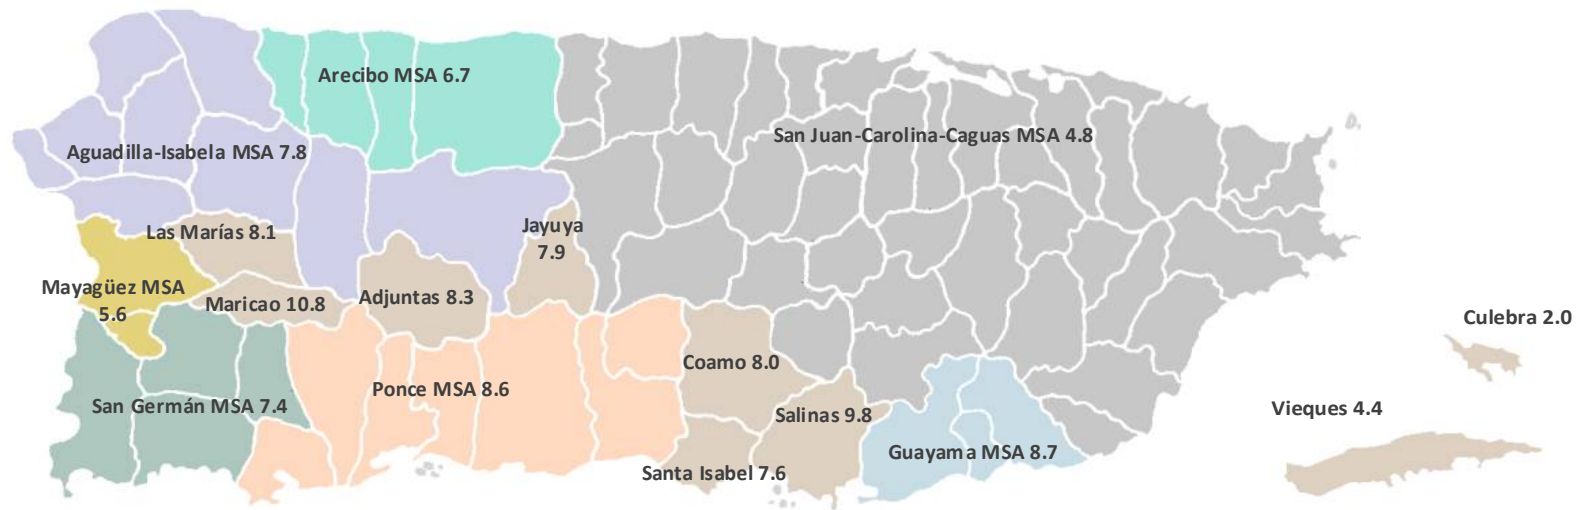 Arecibo MSA 6.7
San Juan-Carolina-Caguas MSA 4.8
Aguadilla-Isabela MSA 7.8
Las Marías 8.1
Jayuya
7.9
Mayagüez MSA
5.6
Maricao 10.8
Adjuntas 8.3
Culebra 2.0
Coamo 8.0
Ponce MSA 8.6
San Germán MSA 7.4
Salinas 9.8
Vieques 4.4
Guayama MSA 8.7
Santa Isabel 7.6